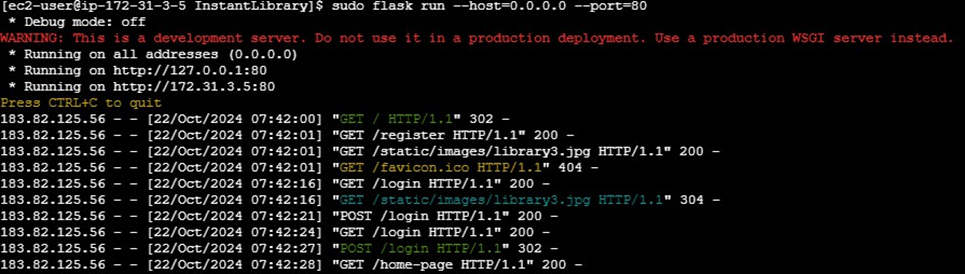 [ec2-user@ip-172-31-3-5 InstantLibrary]$ sudo flask run --host=0.0.0.0 --port=80
 * Debug mode: off
WARNING: This is a development server. Do not use it in a production deployment. Use a production WSGI server instead.
 * Running on all addresses (0.0.0.0)
 * Running on http://127.0.0.1:80
 * Running on http://172.31.3.5:80
Press CTRL+C to quit
183.82.125.56 - - [22/Oct/2024 07:42:00] "GET / HTTP/1.1" 302 -
183.82.125.56 - - [22/Oct/2024 07:42:01] "GET /register HTTP/1.1" 200 -
183.82.125.56 - - [22/Oct/2024 07:42:01] "GET /static/images/library3.jpg HTTP/1.1" 200 -
183.82.125.56 - - [22/Oct/2024 07:42:01] "GET /favicon.ico HTTP/1.1" 404 -
183.82.125.56 - - [22/Oct/2024 07:42:16] "GET /login HTTP/1.1" 200 -
183.82.125.56 - - [22/Oct/2024 07:42:16] "GET /static/images/library3.jpg HTTP/1.1" 304 -
183.82.125.56 - - [22/Oct/2024 07:42:21] "POST /login HTTP/1.1" 200 -
183.82.125.56 - - [22/Oct/2024 07:42:24] "GET /login HTTP/1.1" 200 -
183.82.125.56 - - [22/Oct/2024 07:42:27] "POST /login HTTP/1.1" 302 -
183.82.125.56 - - [22/Oct/2024 07:42:28] "GET /home-page HTTP/1.1" 200 -